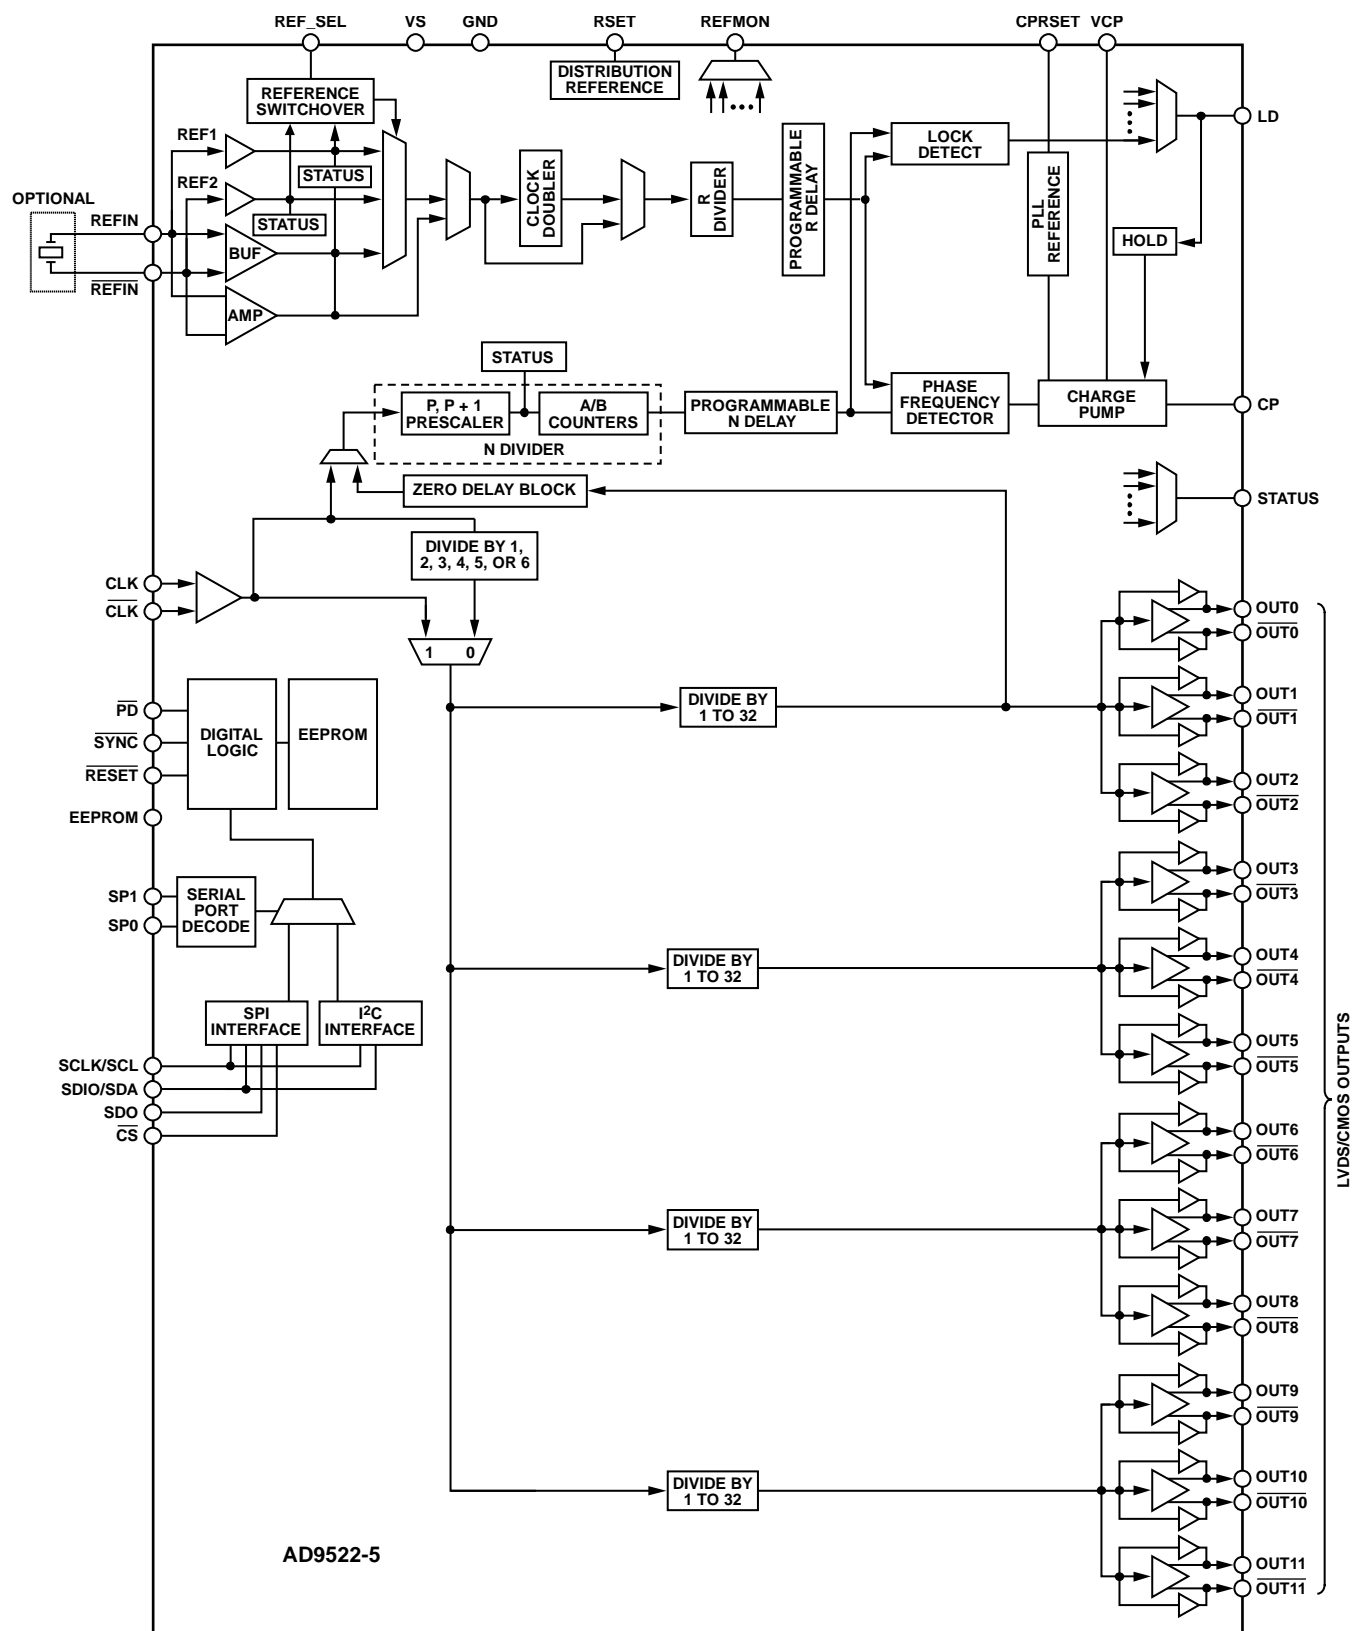 REF_SEL
VS
GND
RSET
REFMON
CPRSET
VCP
DISTRIBUTION
REFERENCE
REFERENCE
SWITCHOVER
LD
REF1
STATUS
REF2
STATUS
OPTIONAL
REFIN
REFIN
BUF
AMP
CLOCK
DOUBLER
R
DIVIDER
PROGRAMMABLE
R DELAY
LOCK
DETECT
PLL
REFERENCE
HOLD
STATUS
P, P + 1
PRESCALER
A/B
COUNTERS
N DIVIDER
PROGRAMMABLE
N DELAY
PHASE
FREQUENCY
DETECTOR
CHARGE
PUMP
CP
ZERO DELAY BLOCK
STATUS
DIVIDE BY 1,
2, 3, 4, 5, OR 6
CLK
CLK
1 0
OUT0
OUT0
PD
SYNC
RESET
EEPROM
DIGITAL
LOGIC
EEPROM
DIVIDE BY
1 TO 32
OUT1
OUT1
OUT2
OUT2
SP1
SP0
SERIAL
PORT
DECODE
OUT3
OUT3
DIVIDE BY
1 TO 32
OUT4
OUT4
SPI
INTERFACE
I2C
INTERFACE
OUT5
OUT5
SCLK/SCL
SDIO/SDA
SDO
CS
LVDS/CMOS OUTPUTS
OUT6
OUT6
DIVIDE BY
1 TO 32
OUT7
OUT7
OUT8
OUT8
OUT9
OUT9
DIVIDE BY
1 TO 32
OUT10
OUT10
AD9522-5
OUT11
OUT11